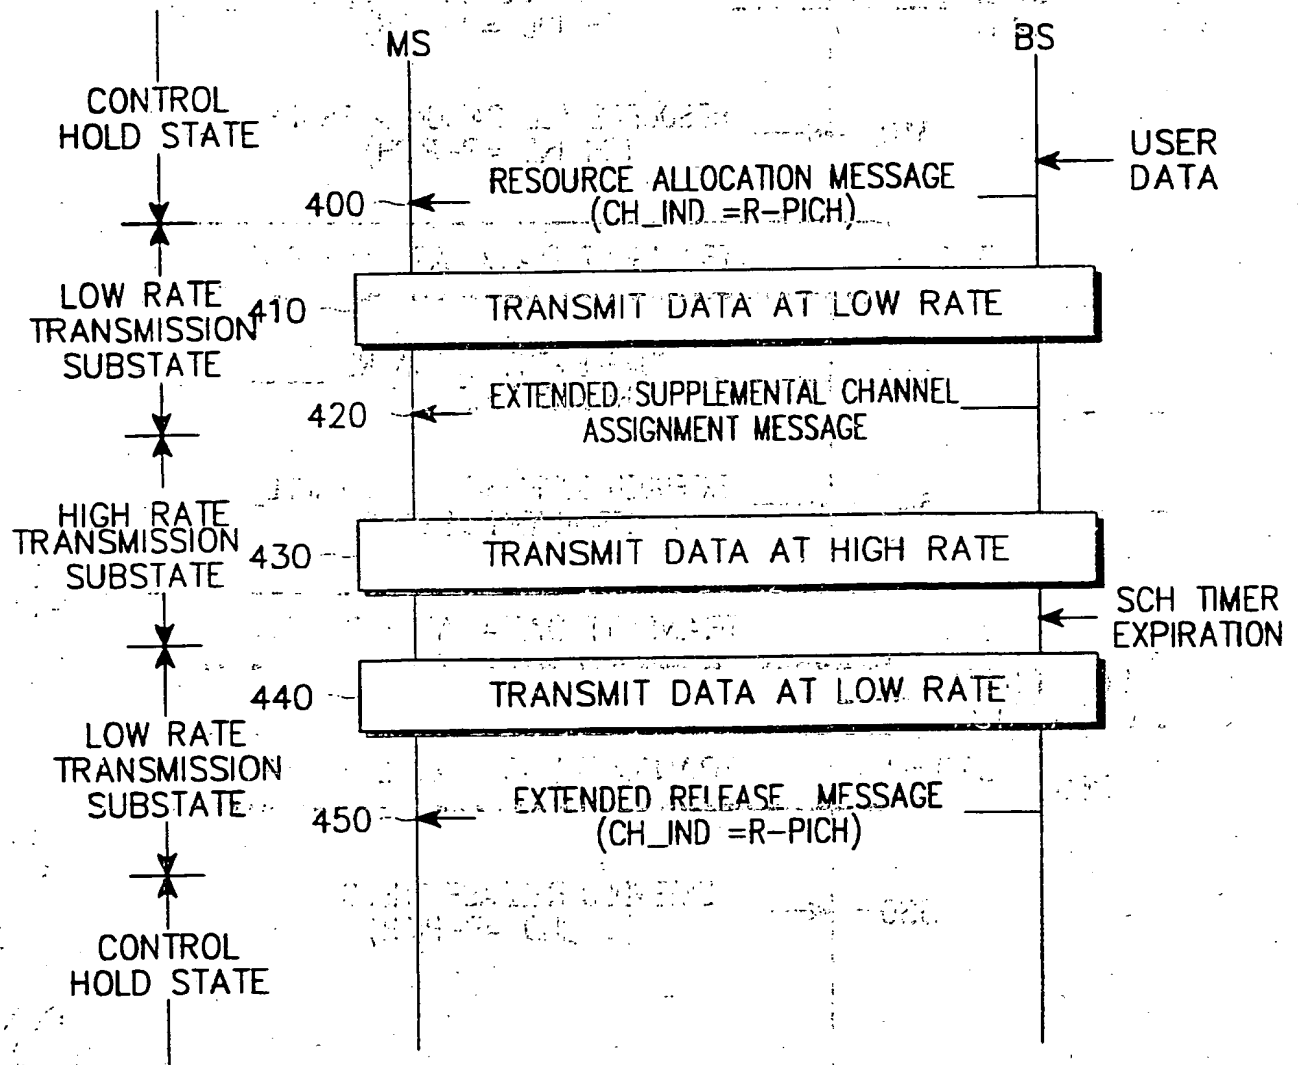 MS
BS
CONTROL
HOLD STATE
USER
DATA
RESOURCE ALLOCATION MESSAGE
(CH_IND =R-PICH)
400
LOW RATE
TRANSMISSION
SUBSTATE
410
TRANSMIT DATA AT LOW RATE
420
EXTENDED SUPPLEMENTAL CHANNEL
ASSIGNMENT MESSAGE
HIGH RATE
TRANSMISSION
SUBSTATE
430
TRANSMIT DATA AT HIGH RATE
SCH TIMER
EXPIRATION
440
TRANSMIT DATA AT LOW RATE
LOW RATE
TRANSMISSION
SUBSTATE
450
EXTENDED RELEASE MESSAGE
(CH_IND =R-PICH)
CONTROL
HOLD STATE